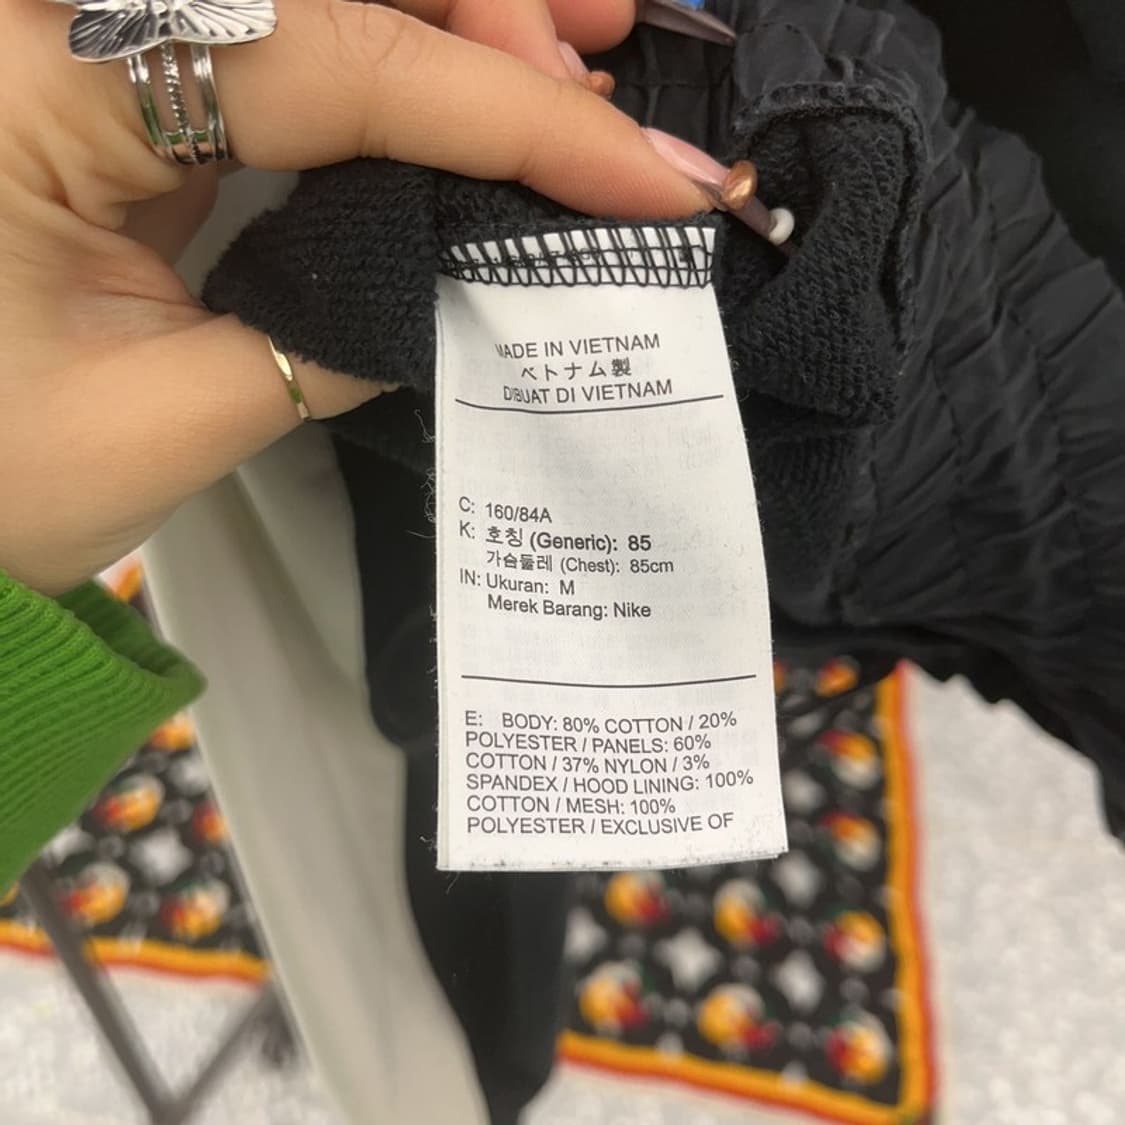 MADE IN VIETNAM
ベトナム製
DIBUAT DI VIETNAM
C: 160/84A
K: 호칭 (Generic): 85
가슴둘레 (Chest): 85cm
IN: Ukuran: M
Merek Barang: Nike
E: BODY: 80% COTTON / 20%
POLYESTER / PANELS: 60%
COTTON / 37% NYLON / 3%
SPANDEX / HOOD LINING: 100%
COTTON / MESH: 100%
POLYESTER / EXCLUSIVE OF